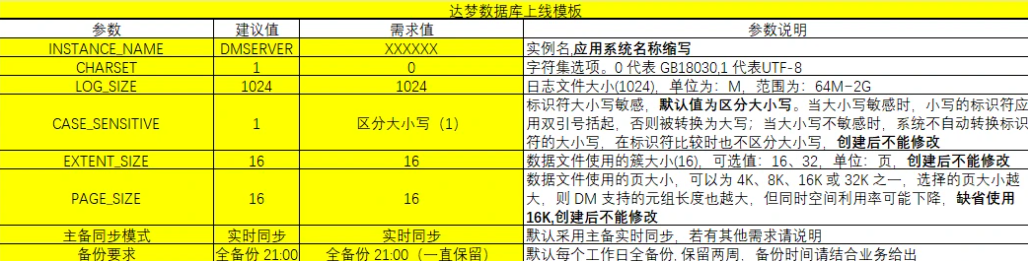 达梦数据库上线模板
参数 建议值 需求值 参数说明
INSTANCE_NAME DMSERVER XXXXXX 实例名,应用系统名称缩写
CHARSET 1 0 字符集选项。0 代表 GB18030,1 代表UTF-8
LOG_SIZE 1024 1024 日志文件大小(1024)，单位为：M，范围为：64M-2G
CASE_SENSITIVE 1 区分大小写（1） 标识符大小写敏感，默认值为区分大小写。当大小写敏感时，小写的标识符应
用双引号括起，否则被转换为大写；当大小写不敏感时，系统不自动转换标识
符的大小写，在标识符比较时也不区分大小写，创建后不能修改
EXTENT_SIZE 16 16 数据文件使用的簇大小(16)，可选值：16、32，单位：页，创建后不能修改
PAGE_SIZE 16 16 数据文件使用的页大小，可以为 4K、8K、16K 或 32K 之一，选择的页大小越
大，则 DM 支持的元组长度也越大，但同时空间利用率可能下降，缺省使用
16K,创建后不能修改
主备同步模式 实时同步 实时同步 默认采用主备实时同步，若有其他需求请说明
备份要求 全备份 21:00 全备份 21:00（一直保留） 默认每个工作日全备份, 保留两周，备份时间请结合业务给出